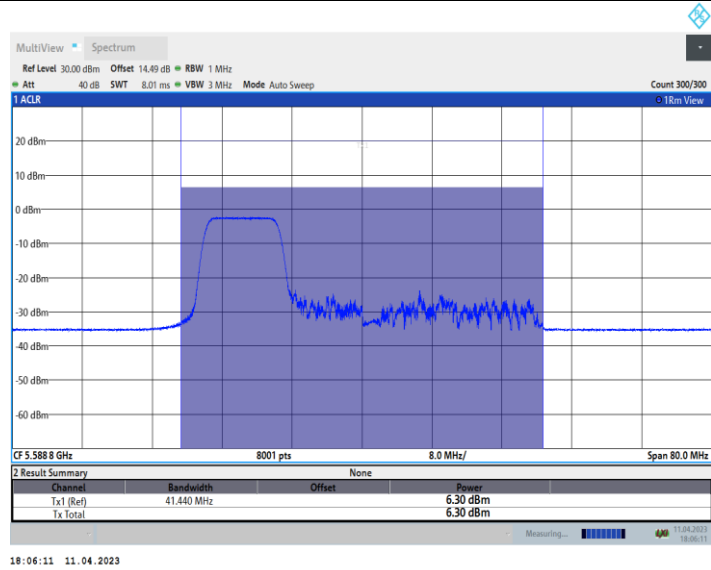 MultiView Spectrum
Ref Level 30.00 dBm Offset 14.49 dB RBW 1 MHz
Att 40 dB SWT 8.01 ms VBW 3 MHz Mode Auto Sweep Count 300/300
1 ACLR 1Rm View
20 dBm
10 dBm
0 dBm
-10 dBm
-20 dBm
-30 dBm
-40 dBm
-50 dBm
-60 dBm
CF 5.588 8 GHz 8001 pts 8.0 MHz/ Span 80.0 MHz
2 Result Summary None
Channel Bandwidth Offset Power
Tx1 (Ref) 41.440 MHz 6.30 dBm
Tx Total 6.30 dBm
Measuring... 11.04.2023
18:06:11
18:06:11 11.04.2023